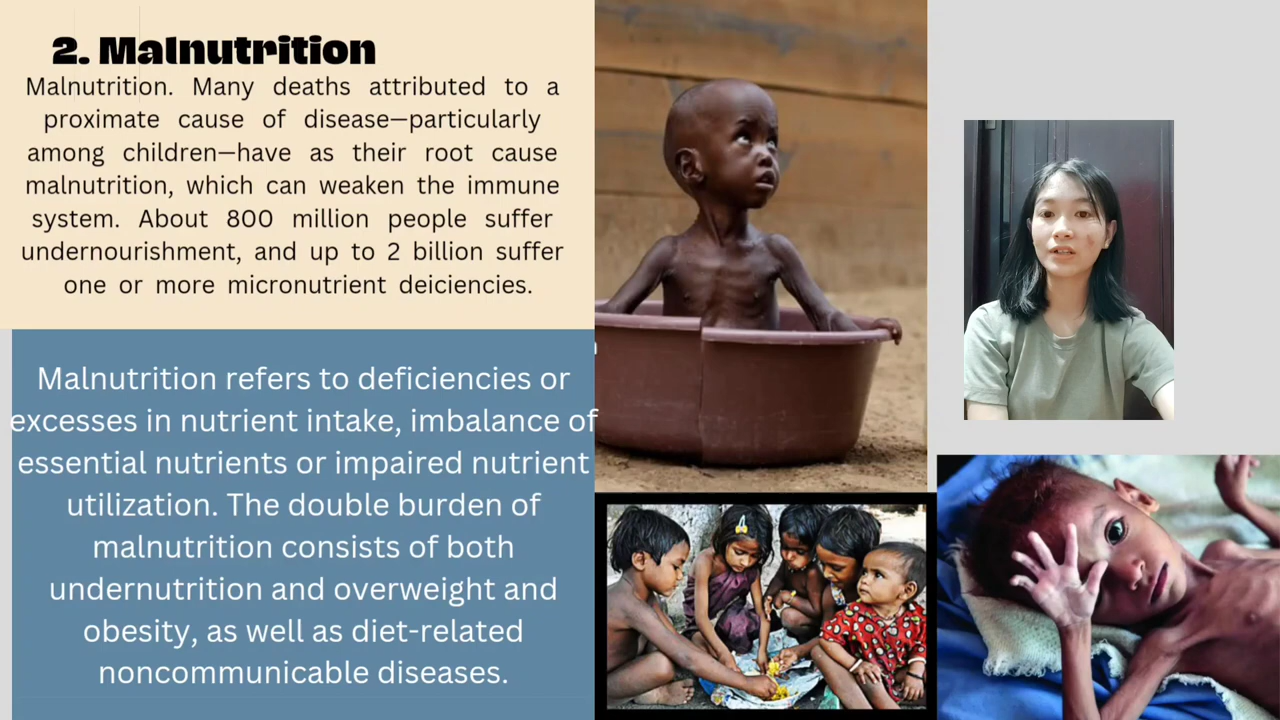 2. Malnutrition
Malnutrition. Many deaths attributed to a
proximate cause of disease—particularly
among children—have as their root cause
malnutrition, which can weaken the immune
system. About 800 million people suffer
undernourishment, and up to 2 billion suffer
one or more micronutrient deiciencies.
Malnutrition refers to deficiencies or
excesses in nutrient intake, imbalance of
essential nutrients or impaired nutrient
utilization. The double burden of
malnutrition consists of both
undernutrition and overweight and
obesity, as well as diet-related
noncommunicable diseases.